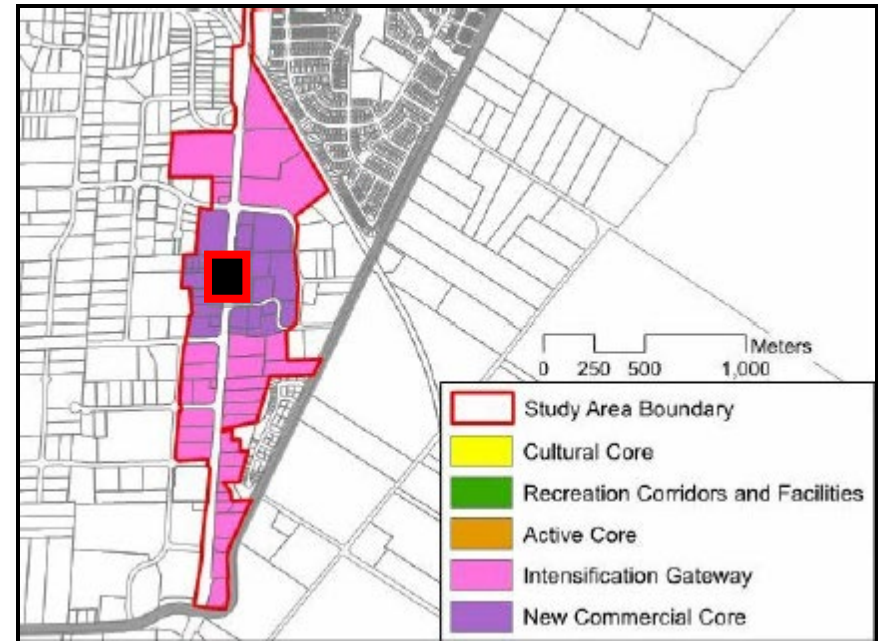 Meters
0 250 500 1,000
Study Area Boundary
Cultural Core
Recreation Corridors and Facilities
Active Core
Intensification Gateway
New Commercial Core